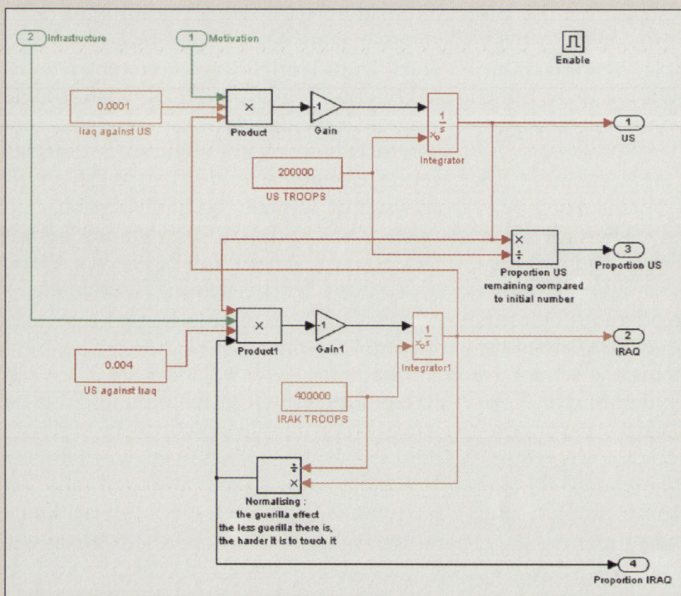 2
Infrastructure
1
Motivation
Enable
0.0001
Iraq against US
×
Product
-1
Gain
1
s
xo
Integrator
1
US
200000
US TROOPS
×
÷
Proportion US
remaining compared
to initial number
3
Proportion US
×
Product1
-1
Gain1
1
s
xo
Integrator1
2
IRAQ
0.004
US against Iraq
400000
IRAK TROOPS
÷
×
Normalising :
the guerilla effect
the less guerilla there is,
the harder it is to touch it
4
Proportion IRAQ